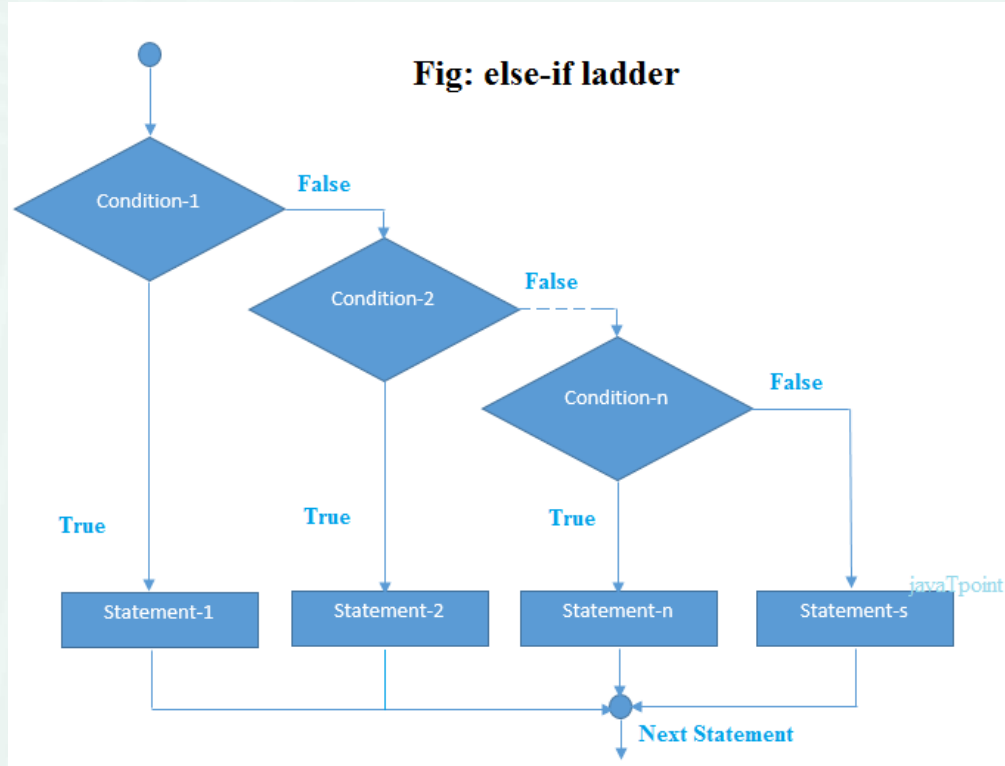 Fig: else-if ladder
Condition-1
False
Condition-2
False
Condition-n
False
True
True
True
Statement-1
Statement-2
Statement-n
Statement-s
javaTpoint
Next Statement